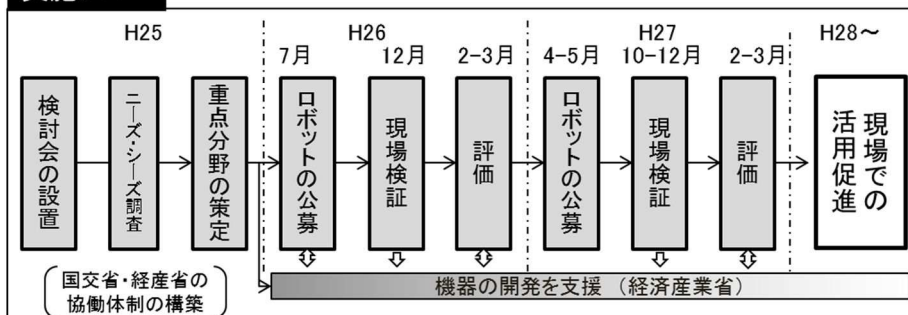 H25
H26
H27
H28～
7月
12月
2-3月
4-5月
10-12月
2-3月
検討会の設置
ニーズ・シーズ調査
重点分野の策定
ロボットの公募
現場検証
評価
ロボットの公募
現場検証
評価
現場での
活用促進
国交省・経産省の
協働体制の構築
機器の開発を支援 （経済産業省）